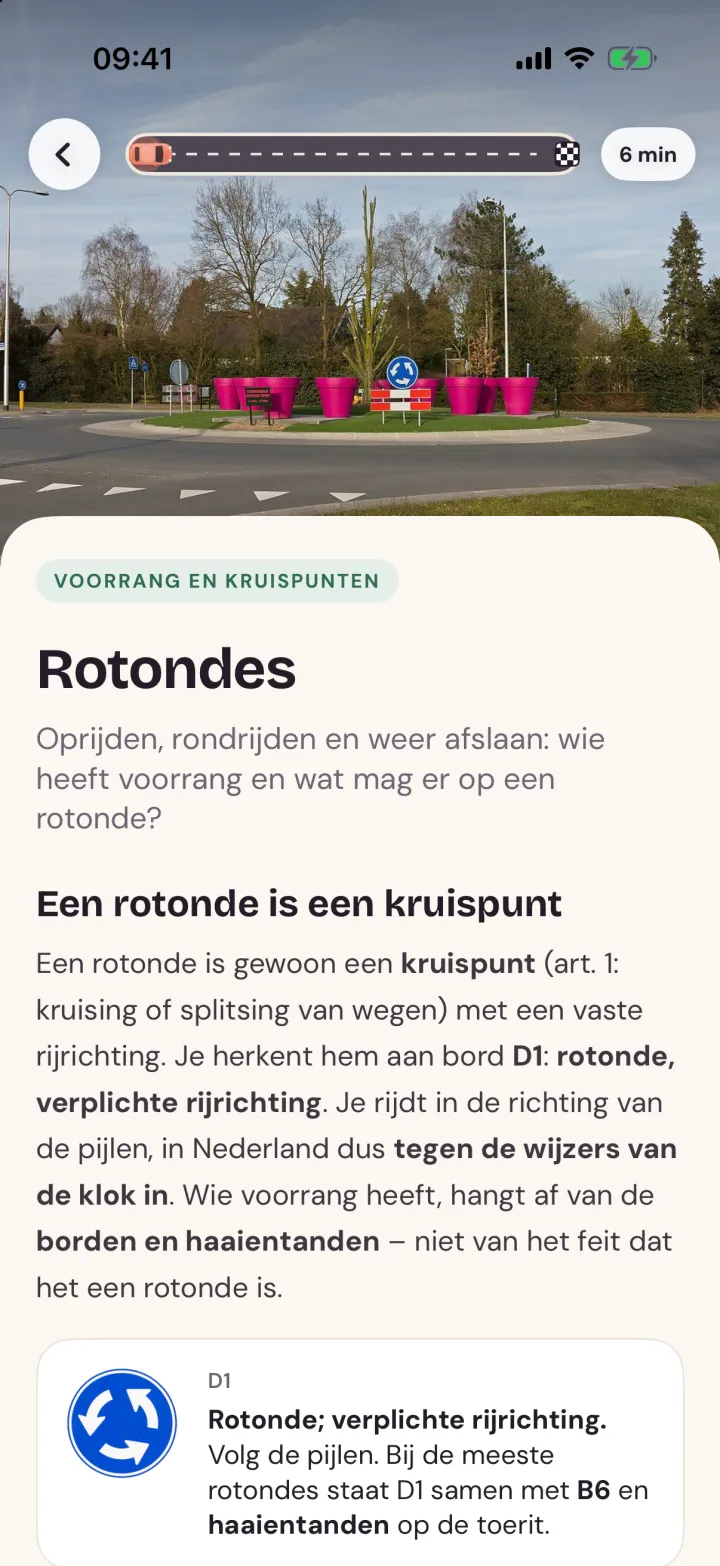 09:41
6 min
VOORRANG EN KRUISPUNTEN
Rotondes
Oprijden, rondrijden en weer afslaan: wie
heeft voorrang en wat mag er op een
rotonde?
Een rotonde is een kruispunt
Een rotonde is gewoon een kruispunt (art. 1:
kruising of splitsing van wegen) met een vaste
rijrichting. Je herkent hem aan bord D1: rotonde,
verplichte rijrichting. Je rijdt in de richting van
de pijlen, in Nederland dus tegen de wijzers van
de klok in. Wie voorrang heeft, hangt af van de
borden en haaientanden – niet van het feit dat
het een rotonde is.
D1
Rotonde; verplichte rijrichting.
Volg de pijlen. Bij de meeste
rotondes staat D1 samen met B6 en
haaientanden op de toerit.